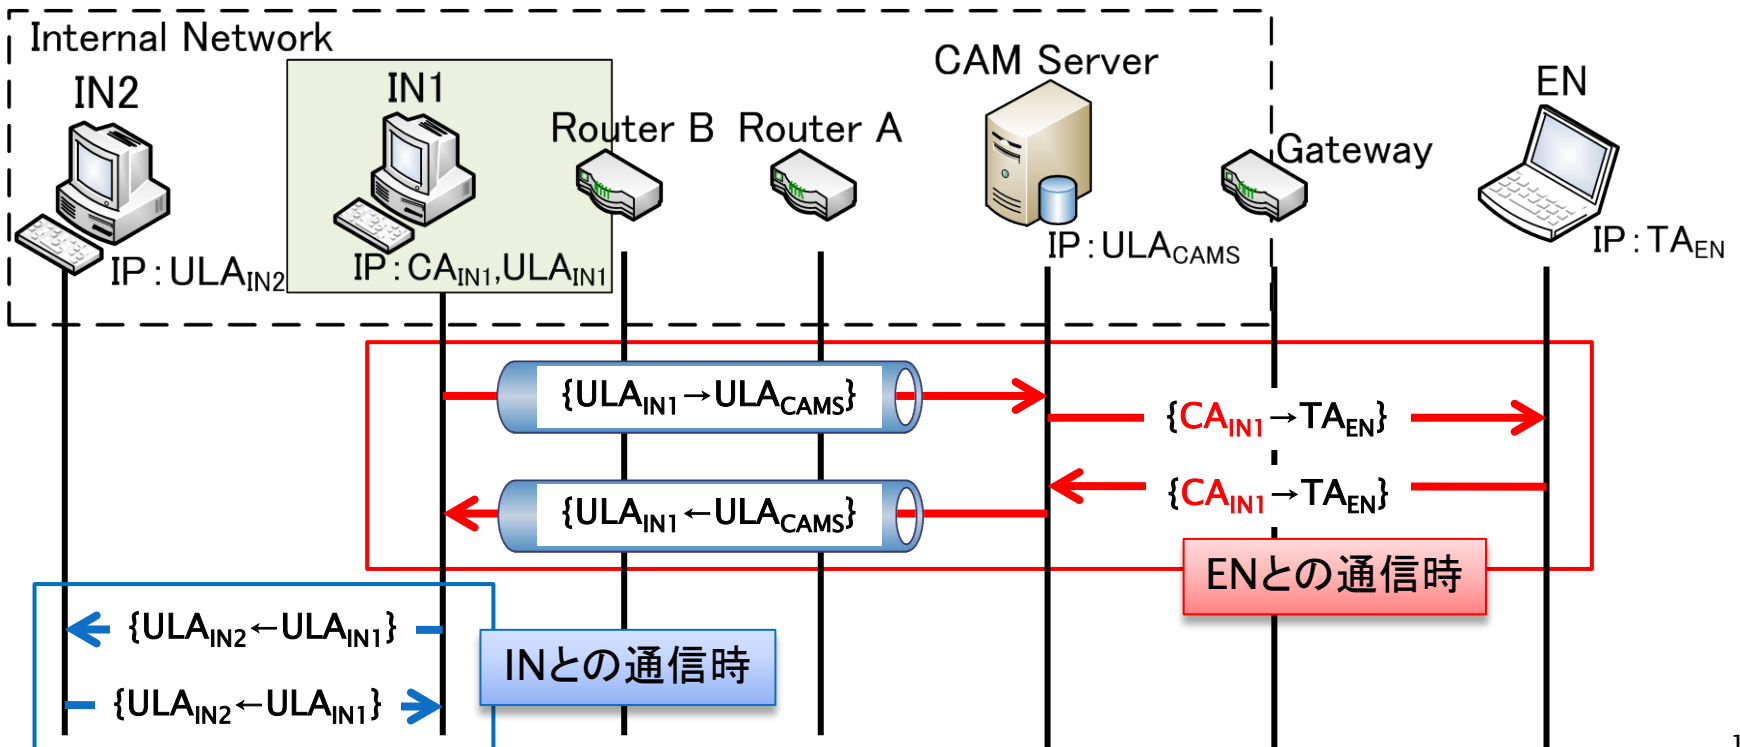 Internal Network
IN2
IN1
Router B
Router A
CAM Server
Gateway
EN
IP:ULAIN2
IP:CAIN1,ULAIN1
IP:ULACAMS
IP:TAEN
{ULAIN1→ULACAMS}
{CAIN1→TAEN}
{CAIN1→TAEN}
{ULAIN1←ULACAMS}
ENとの通信時
{ULAIN2←ULAIN1}
INとの通信時
{ULAIN2←ULAIN1}
1